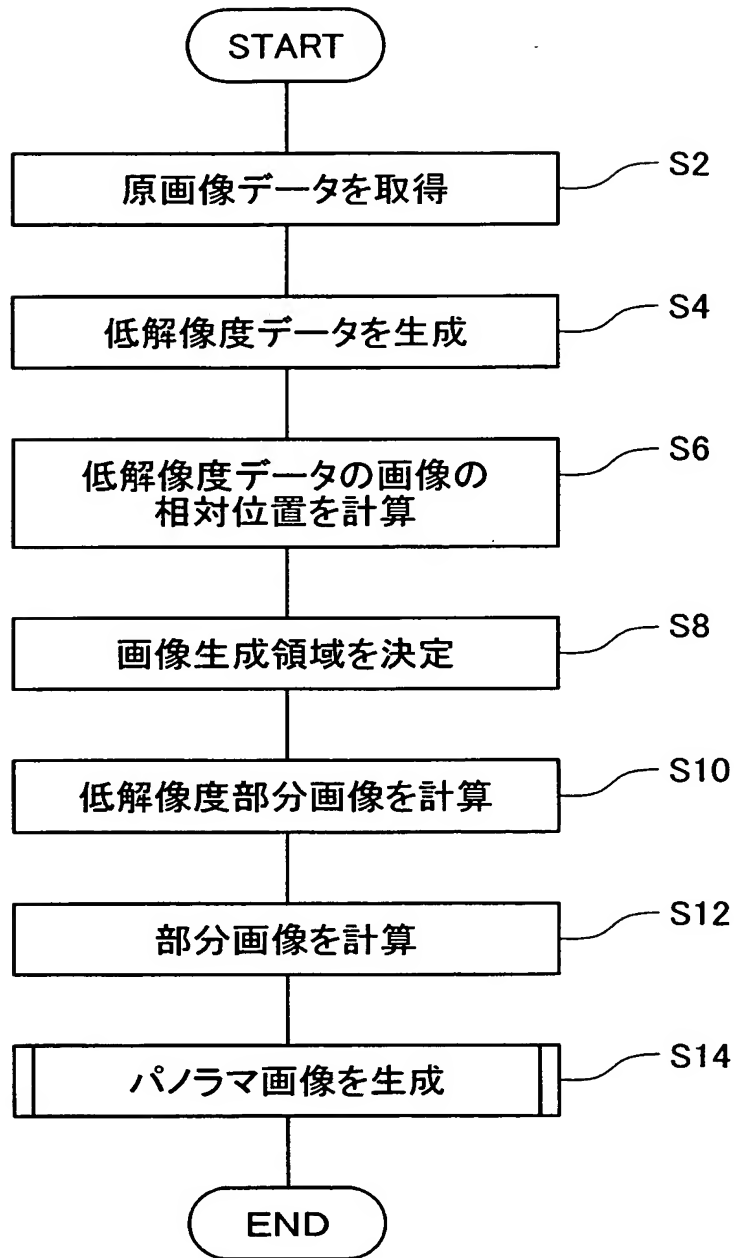 START
原画像データを取得
S2
低解像度データを生成
S4
低解像度データの画像の
相対位置を計算
S6
画像生成領域を決定
S8
低解像度部分画像を計算
S10
部分画像を計算
S12
パノラマ画像を生成
S14
END